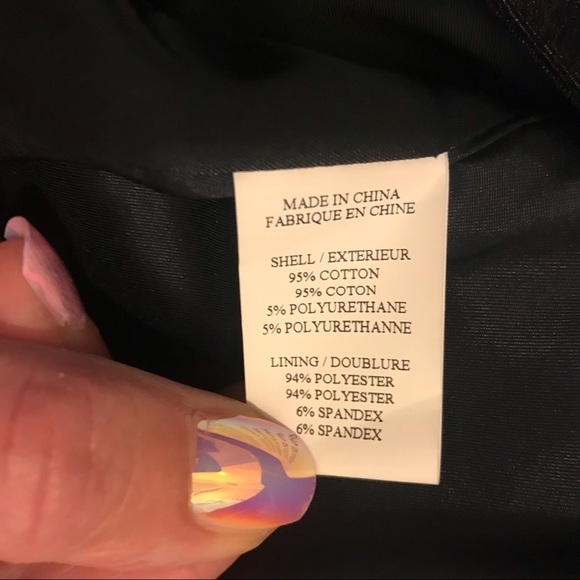 MADE IN CHINA
FABRIQUE EN CHINE
SHELL / EXTERIEUR
95% COTTON
95% COTON
5% POLYURETHANE
5% POLYURETHANNE
LINING / DOUBLURE
94% POLYESTER
94% POLYESTER
6% SPANDEX
6% SPANDEX